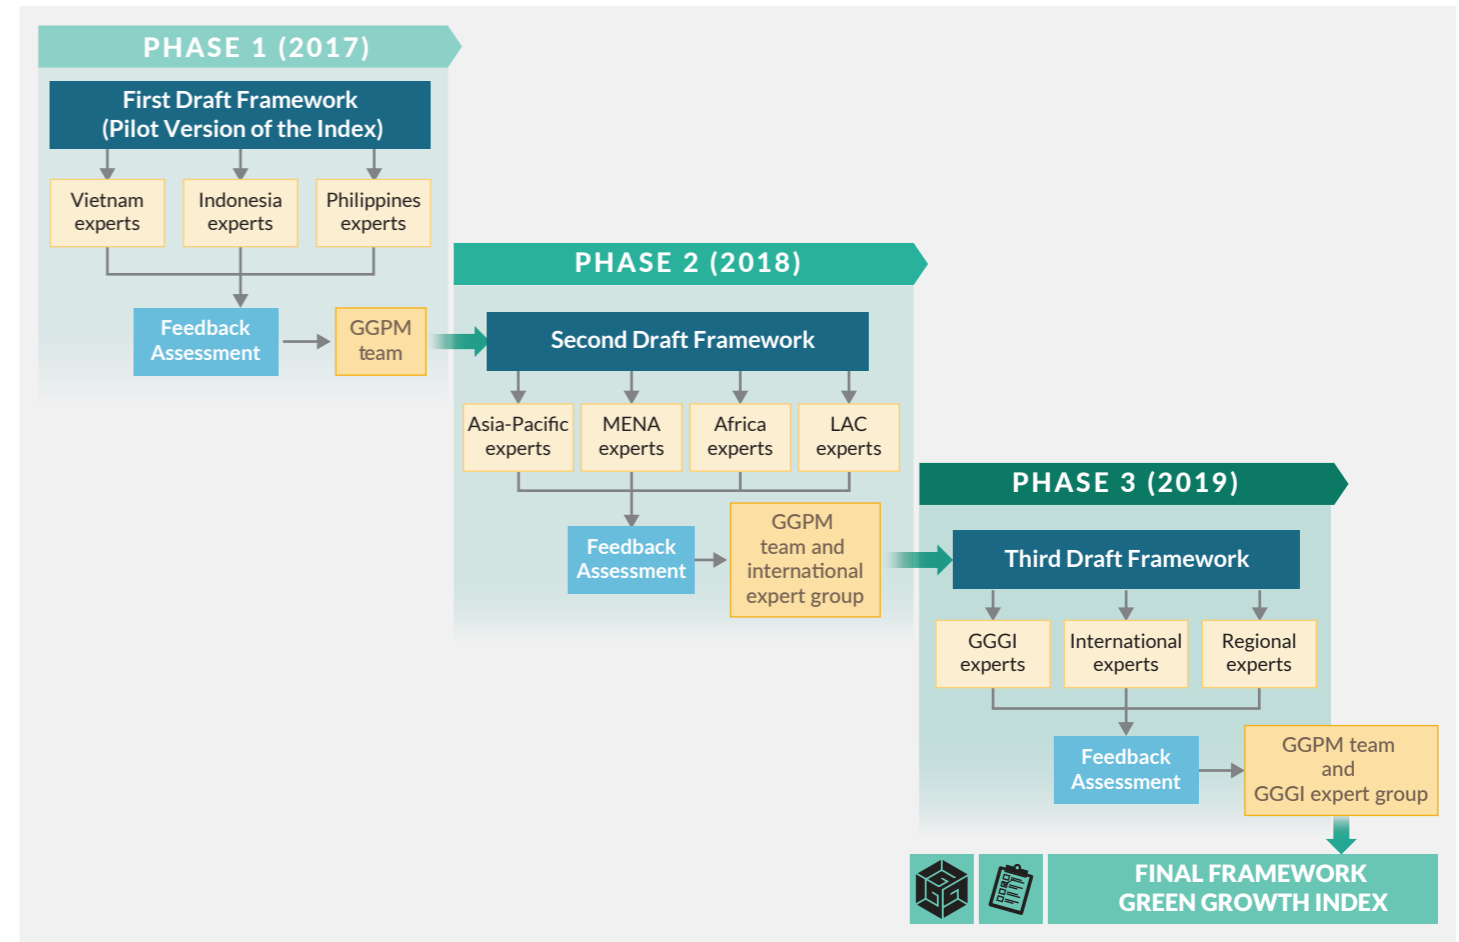 PHASE 1 (2017)
First Draft Framework
(Pilot Version of the Index)
Vietnam
experts
Indonesia
experts
Philippines
experts
Feedback
Assessment
GGPM
team
PHASE 2 (2018)
Second Draft Framework
Asia-Pacific
experts
MENA
experts
Africa
experts
LAC
experts
Feedback
Assessment
GGPM
team and
international
expert group
PHASE 3 (2019)
Third Draft Framework
GGGI
experts
International
experts
Regional
experts
Feedback
Assessment
GGPM team
and
GGGI expert group
FINAL FRAMEWORK
GREEN GROWTH INDEX